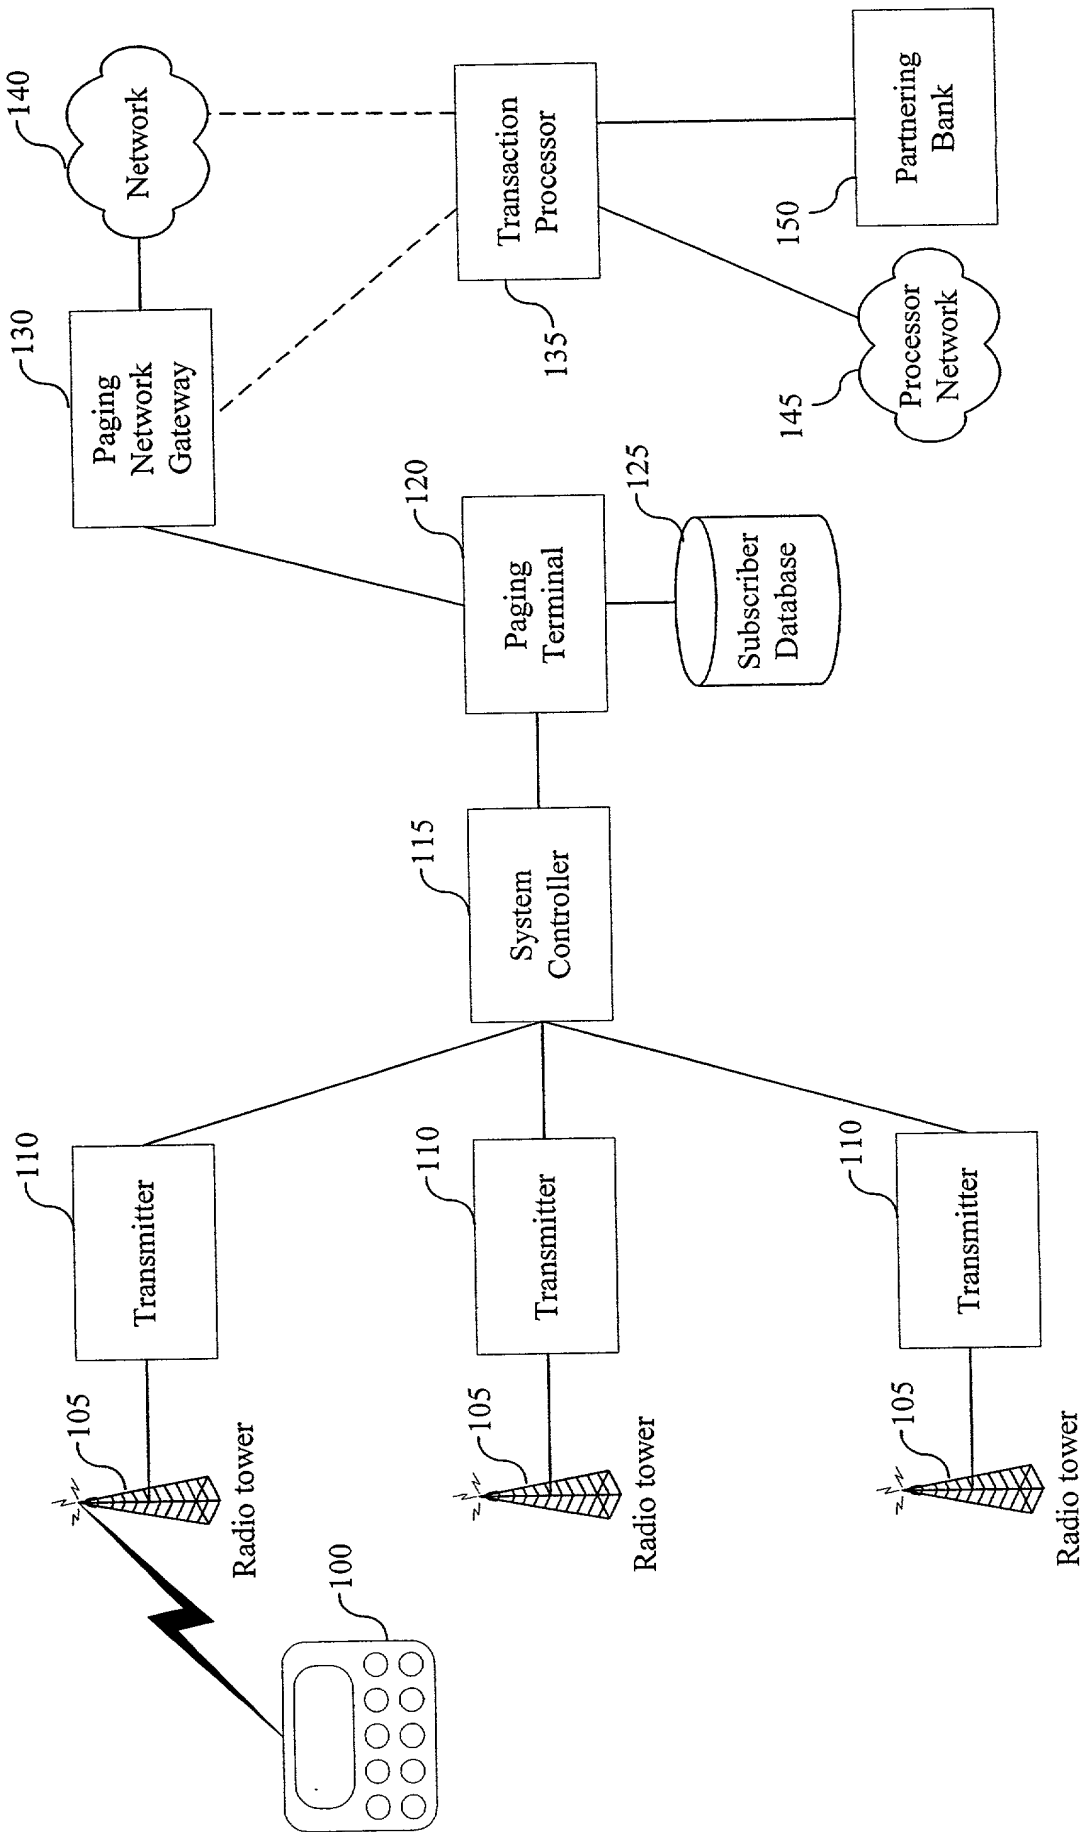 100
105
Radio tower
110
Transmitter
105
Radio tower
110
Transmitter
105
Radio tower
110
Transmitter
115
System
Controller
120
Paging
Terminal
125
Subscriber
Database
130
Paging
Network
Gateway
140
Network
135
Transaction
Processor
145
Processor
Network
150
Partnering
Bank